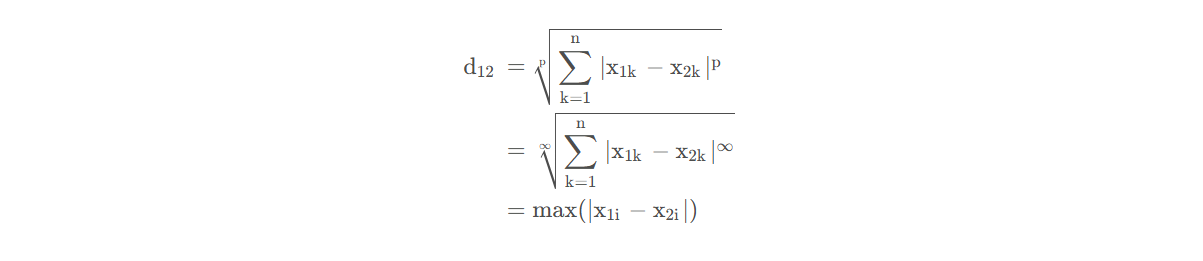 d₁₂ = ᵖ√∑ₖ₌₁ⁿ |x₁ₖ − x₂ₖ|ᵖ
= ∞√∑ₖ₌₁ⁿ |x₁ₖ − x₂ₖ|^∞
= max(|x₁ᵢ − x₂ᵢ|)